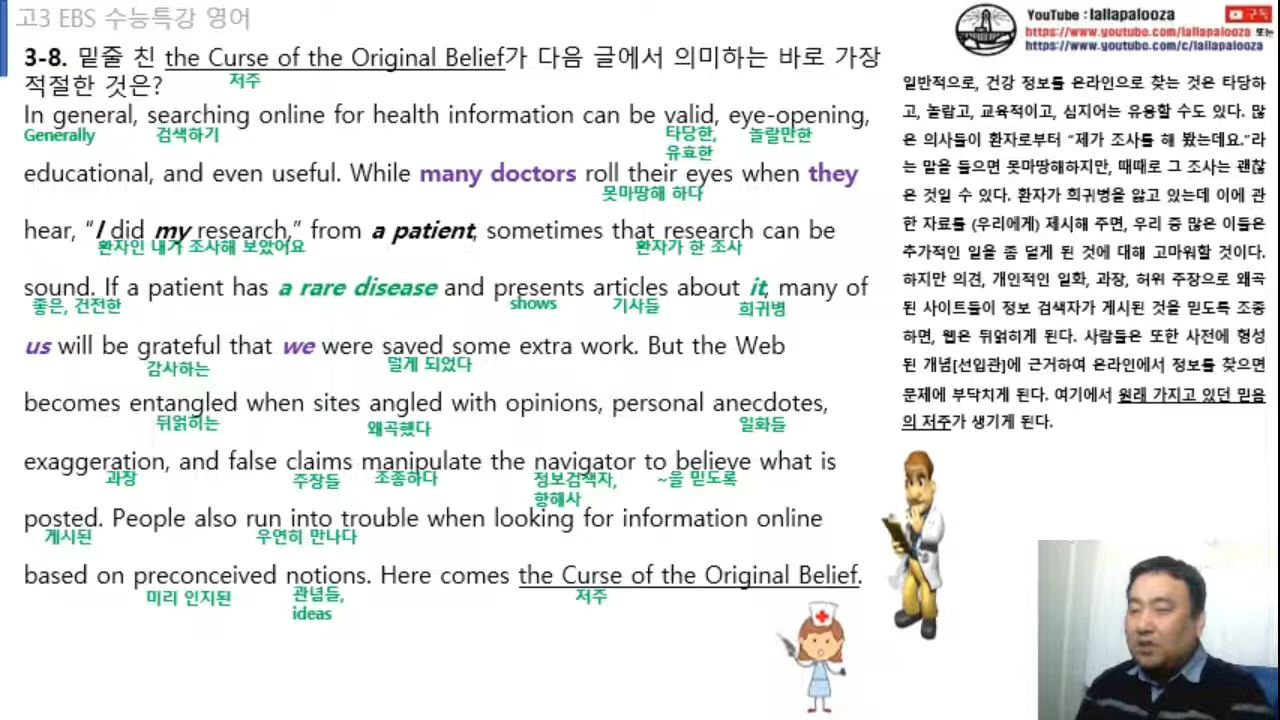 고3 EBS 수능특강 영어
YouTube : lallapalooza
구독
https://www.youtube.com/lallapalooza 또는
https://www.youtube.com/c/lallapalooza
3-8. 밑줄 친 the Curse of the Original Belief가 다음 글에서 의미하는 바로 가장
저주
적절한 것은?
In general, searching online for health information can be valid, eye-opening,
Generally 검색하기 타당한, 놀랄만한
유효한
educational, and even useful. While many doctors roll their eyes when they
못마땅해 하다
hear, “I did my research,” from a patient, sometimes that research can be
환자인 내가 조사해 보았어요 환자가 한 조사
sound. If a patient has a rare disease and presents articles about it, many of
좋은, 건전한 shows 기사들 희귀병
us will be grateful that we were saved some extra work. But the Web
감사하는 덜게 되었다
becomes entangled when sites angled with opinions, personal anecdotes,
뒤얽히는 왜곡했다 일화들
exaggeration, and false claims manipulate the navigator to believe what is
과장 주장들 조종하다 정보검색자, ~을 믿도록
항해사
posted. People also run into trouble when looking for information online
게시된 우연히 만나다
based on preconceived notions. Here comes the Curse of the Original Belief.
미리 인지된 관념들, 저주
ideas
일반적으로, 건강 정보를 온라인으로 찾는 것은 타당하
고, 놀랍고, 교육적이고, 심지어는 유용할 수도 있다. 많
은 의사들이 환자로부터 “제가 조사를 해 봤는데요.”라
는 말을 들으면 못마땅해하지만, 때때로 그 조사는 괜찮
은 것일 수 있다. 환자가 희귀병을 앓고 있는데 이에 관
한 자료를 (우리에게) 제시해 주면, 우리 중 많은 이들은
추가적인 일을 좀 덜게 된 것에 대해 고마워할 것이다.
하지만 의견, 개인적인 일화, 과장, 허위 주장으로 왜곡
된 사이트들이 정보 검색자가 게시된 것을 믿도록 조종
하면, 웹은 뒤얽히게 된다. 사람들은 또한 사전에 형성
된 개념[선입관]에 근거하여 온라인에서 정보를 찾으면
문제에 부닥치게 된다. 여기에서 원래 가지고 있던 믿음
의 저주가 생기게 된다.